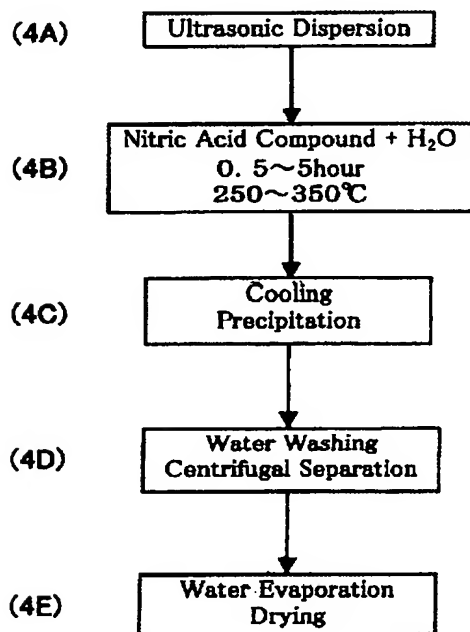 (4A) Ultrasonic Dispersion
(4B) Nitric Acid Compound + H₂O
0. 5～5hour
250～350℃
(4C) Cooling
Precipitation
(4D) Water Washing
Centrifugal Separation
(4E) Water Evaporation
Drying